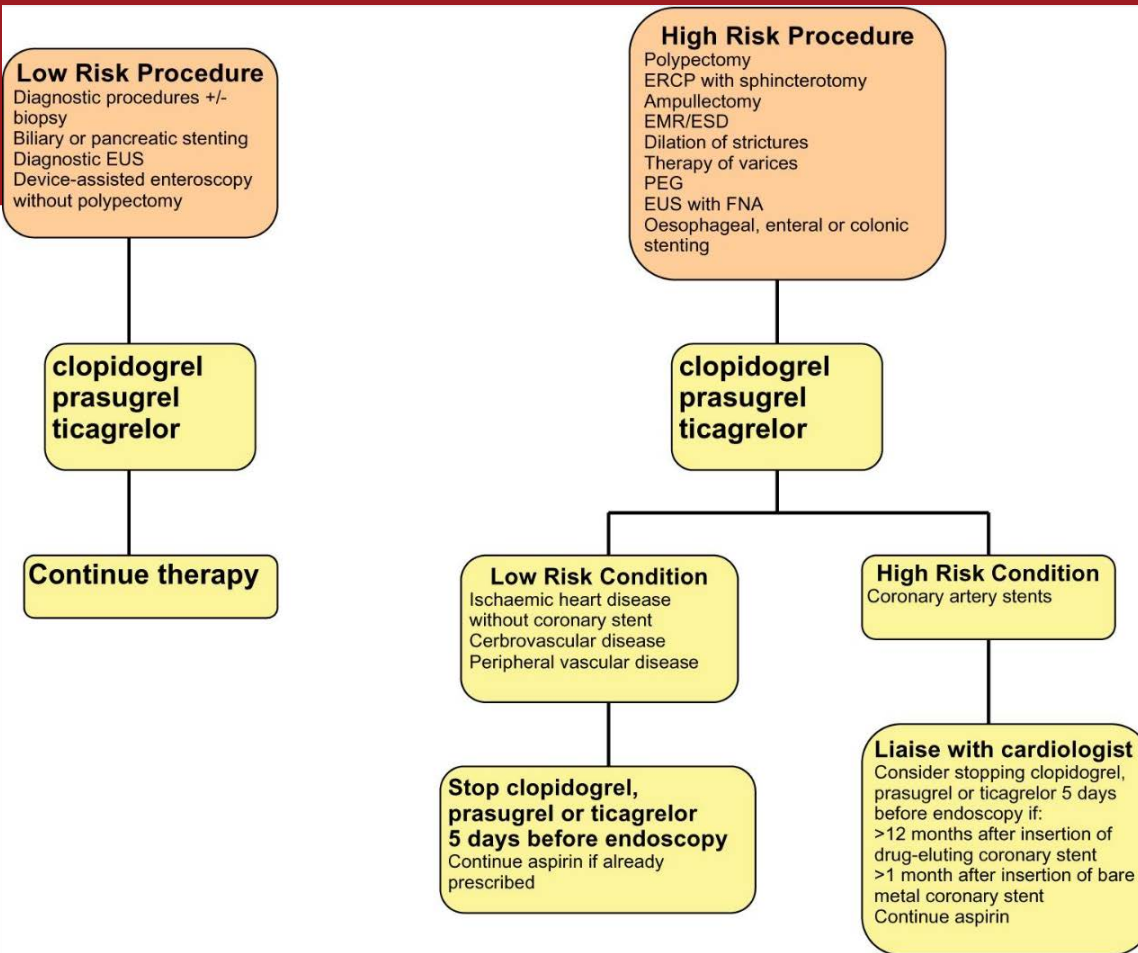 Low Risk Procedure
Diagnostic procedures +/-
biopsy
Biliary or pancreatic stenting
Diagnostic EUS
Device-assisted enteroscopy
without polypectomy
clopidogrel
prasugrel
ticagrelor
Continue therapy
High Risk Procedure
Polypectomy
ERCP with sphincterotomy
Ampullectomy
EMR/ESD
Dilation of strictures
Therapy of varices
PEG
EUS with FNA
Oesophageal, enteral or colonic
stenting
clopidogrel
prasugrel
ticagrelor
Low Risk Condition
Ischaemic heart disease
without coronary stent
Cerbrovascular disease
Peripheral vascular disease
Stop clopidogrel,
prasugrel or ticagrelor
5 days before endoscopy
Continue aspirin if already
prescribed
High Risk Condition
Coronary artery stents
Liaise with cardiologist
Consider stopping clopidogrel,
prasugrel or ticagrelor 5 days
before endoscopy if:
>12 months after insertion of
drug-eluting coronary stent
>1 month after insertion of bare
metal coronary stent
Continue aspirin